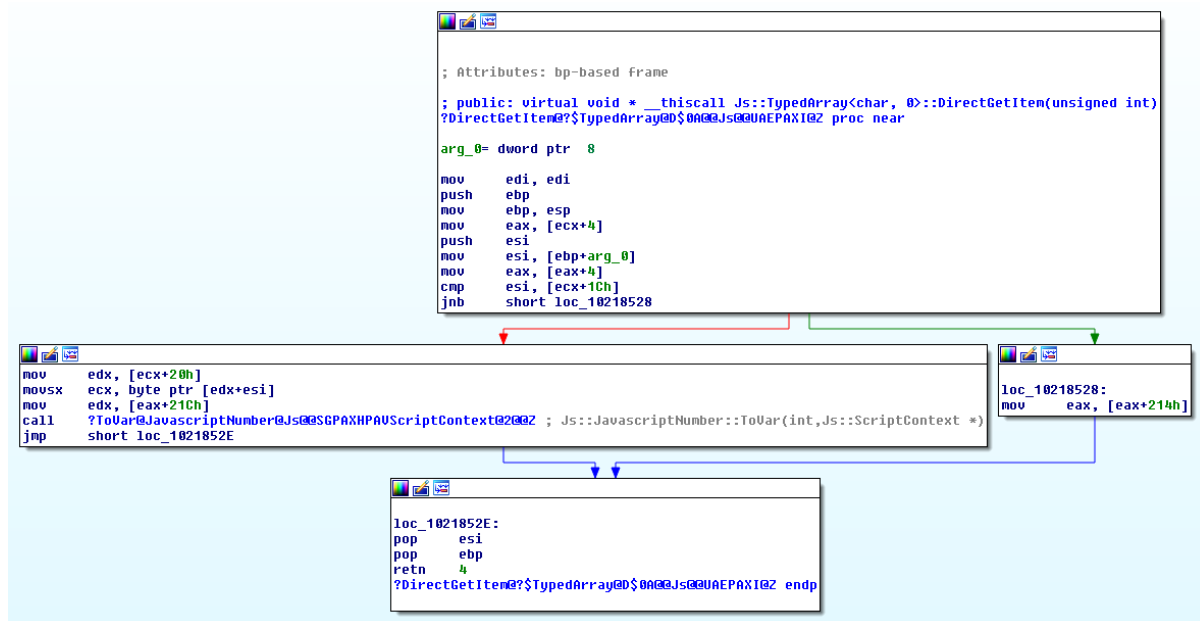 ; Attributes: bp-based frame
; public: virtual void * __thiscall Js::TypedArray<char, 0>::DirectGetItem(unsigned int)
?DirectGetItem@?$TypedArray@D$0A@@Js@@UAEPAXI@Z proc near
arg_0= dword ptr  8
mov     edi, edi
push    ebp
mov     ebp, esp
mov     eax, [ecx+4]
push    esi
mov     esi, [ebp+arg_0]
mov     eax, [eax+4]
cmp     esi, [ecx+1Ch]
jnb     short loc_10218528
mov     edx, [ecx+20h]
movsx   ecx, byte ptr [edx+esi]
mov     edx, [eax+21Ch]
call    ?ToVar@JavascriptNumber@Js@@SGPAXHPAVScriptContext@2@@Z ; Js::JavascriptNumber::ToVar(int,Js::ScriptContext *)
jmp     short loc_1021852E
loc_10218528:
mov     eax, [eax+214h]
loc_1021852E:
pop     esi
pop     ebp
retn    4
?DirectGetItem@?$TypedArray@D$0A@@Js@@UAEPAXI@Z endp